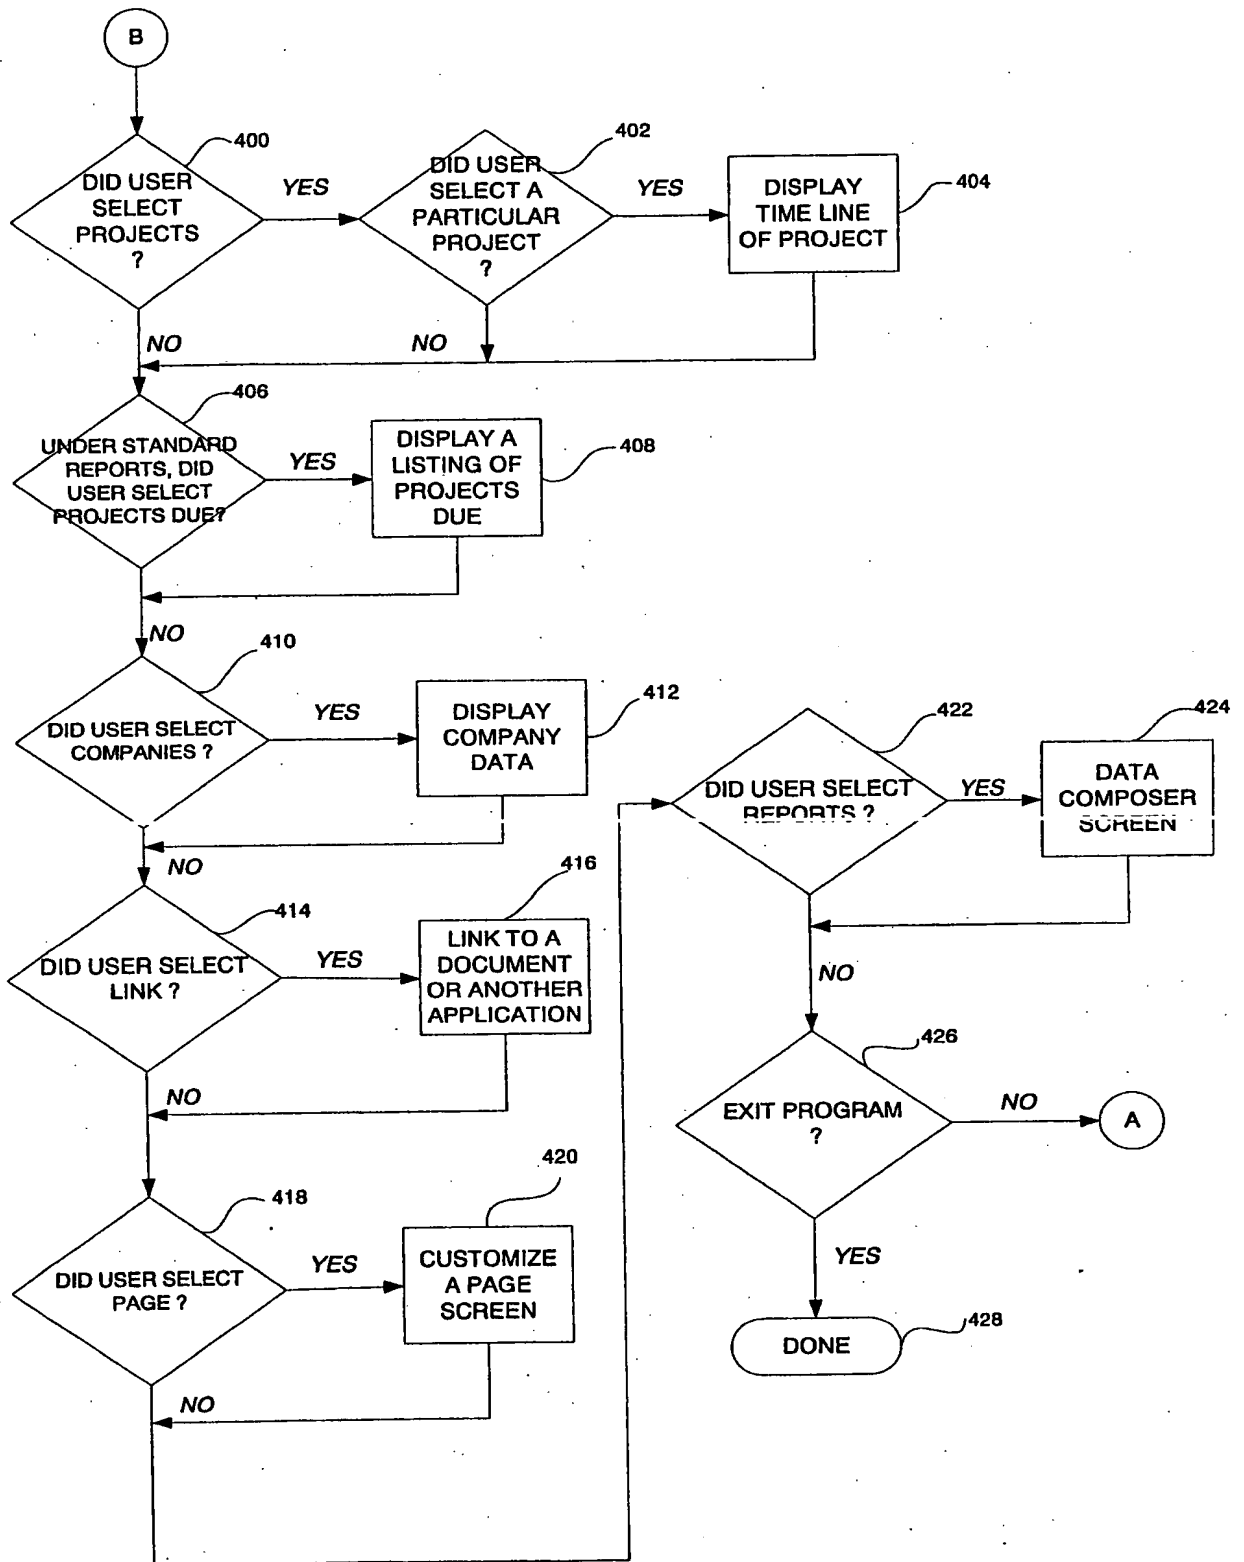 B
400
DID USER
SELECT
PROJECTS
?
YES
402
DID USER
SELECT A
PARTICULAR
PROJECT
?
YES
DISPLAY
TIME LINE
OF PROJECT
404
NO
NO
406
UNDER STANDARD
REPORTS, DID
USER SELECT
PROJECTS DUE?
YES
DISPLAY A
LISTING OF
PROJECTS
DUE
408
NO
410
DID USER SELECT
COMPANIES ?
YES
DISPLAY
COMPANY
DATA
412
NO
414
DID USER SELECT
LINK ?
YES
416
LINK TO A
DOCUMENT
OR ANOTHER
APPLICATION
NO
418
DID USER SELECT
PAGE ?
YES
420
CUSTOMIZE
A PAGE
SCREEN
NO
422
DID USER SELECT
REPORTS ?
YES
424
DATA
COMPOSER
SCREEN
NO
426
EXIT PROGRAM
?
NO
A
YES
DONE
428